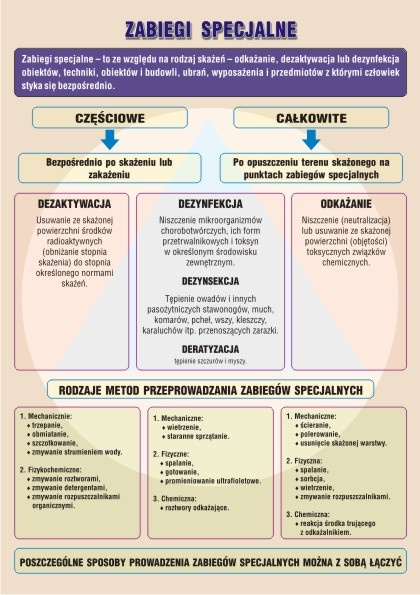 ZABIEGI SPECJALNE
Zabiegi specjalne – to ze względu na rodzaj skażeń – odkażanie, dezaktywacja lub dezynfekcja
obiektów, techniki, obiektów i budowli, ubrań, wyposażenia i przedmiotów z którymi człowiek
styka się bezpośrednio.
CZĘŚCIOWE
CAŁKOWITE
Bezpośrednio po skażeniu lub
zakażeniu
Po opuszczeniu terenu skażonego na
punktach zabiegów specjalnych
DEZAKTYWACJA
Usuwanie ze skażonej
powierzchni środków
radioaktywnych
(obniżanie stopnia
skażenia) do stopnia
określonego normami
skażeń.
DEZYNFEKCJA
Niszczenie mikroorganizmów
chorobotwórczych, ich form
przetrwalnikowych i toksyn
w określonym środowisku
zewnętrznym.
DEZYNSEKCJA
Tępienie owadów i innych
pasożytniczych stawonogów, much,
komarów, pcheł, wszy, kleszczy,
karaluchów itp. przenoszących zarazki.
DERATYZACJA
tępienie szczurów i myszy.
ODKAŻANIE
Niszczenie (neutralizacja)
lub usuwanie ze skażonej
powierzchni (objętości)
toksycznych związków
chemicznych.
RODZAJE METOD PRZEPROWADZANIA ZABIEGÓW SPECJALNYCH
1. Mechanicznie:
♦ trzepanie,
♦ obmiatanie,
♦ szczotkowanie,
♦ zmywanie strumieniem wody.
2. Fizykochemiczne:
♦ zmywanie roztworami,
♦ zmywanie detergentami,
♦ zmywanie rozpuszczalnikami
organicznymi.
1. Mechaniczne:
♦ wietrzenie,
♦ staranne sprzątanie.
2. Fizyczne:
♦ spalanie,
♦ gotowanie,
♦ promieniowanie ultrafioletowe.
3. Chemiczna:
♦ roztwory odkażające.
1. Mechaniczne:
♦ ścieranie,
♦ polerowanie,
♦ usunięcie skażonej warstwy.
2. Fizyczna:
♦ spalanie,
♦ sorbcja,
♦ wietrzenie,
♦ zmywanie rozpuszczalnikami.
3. Chemiczna:
♦ reakcja środka trującego
z odkażalnikiem.
POSZCZEGÓLNE SPOSOBY PROWADZENIA ZABIEGÓW SPECJALNYCH MOŻNA Z SOBĄ ŁĄCZYĆ